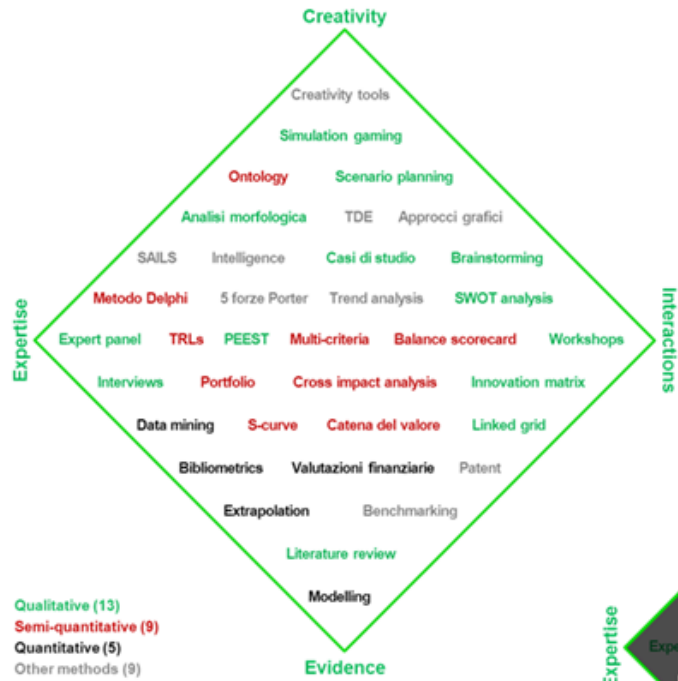 Creativity
Creativity tools
Simulation gaming
Ontology Scenario planning
Analisi morfologica TDE Approcci grafici
SAILS Intelligence Casi di studio Brainstorming
Metodo Delphi 5 forze Porter Trend analysis SWOT analysis
Expertise
Expert panel TRLs PEEST Multi-criteria Balance scorecard Workshops
Interactions
Interviews Portfolio Cross impact analysis Innovation matrix
Data mining S-curve Catena del valore Linked grid
Bibliometrics Valutazioni finanziarie Patent
Extrapolation Benchmarking
Literature review
Modelling
Evidence
Qualitative (13)
Semi-quantitative (9)
Quantitative (5)
Other methods (9)
Expertise